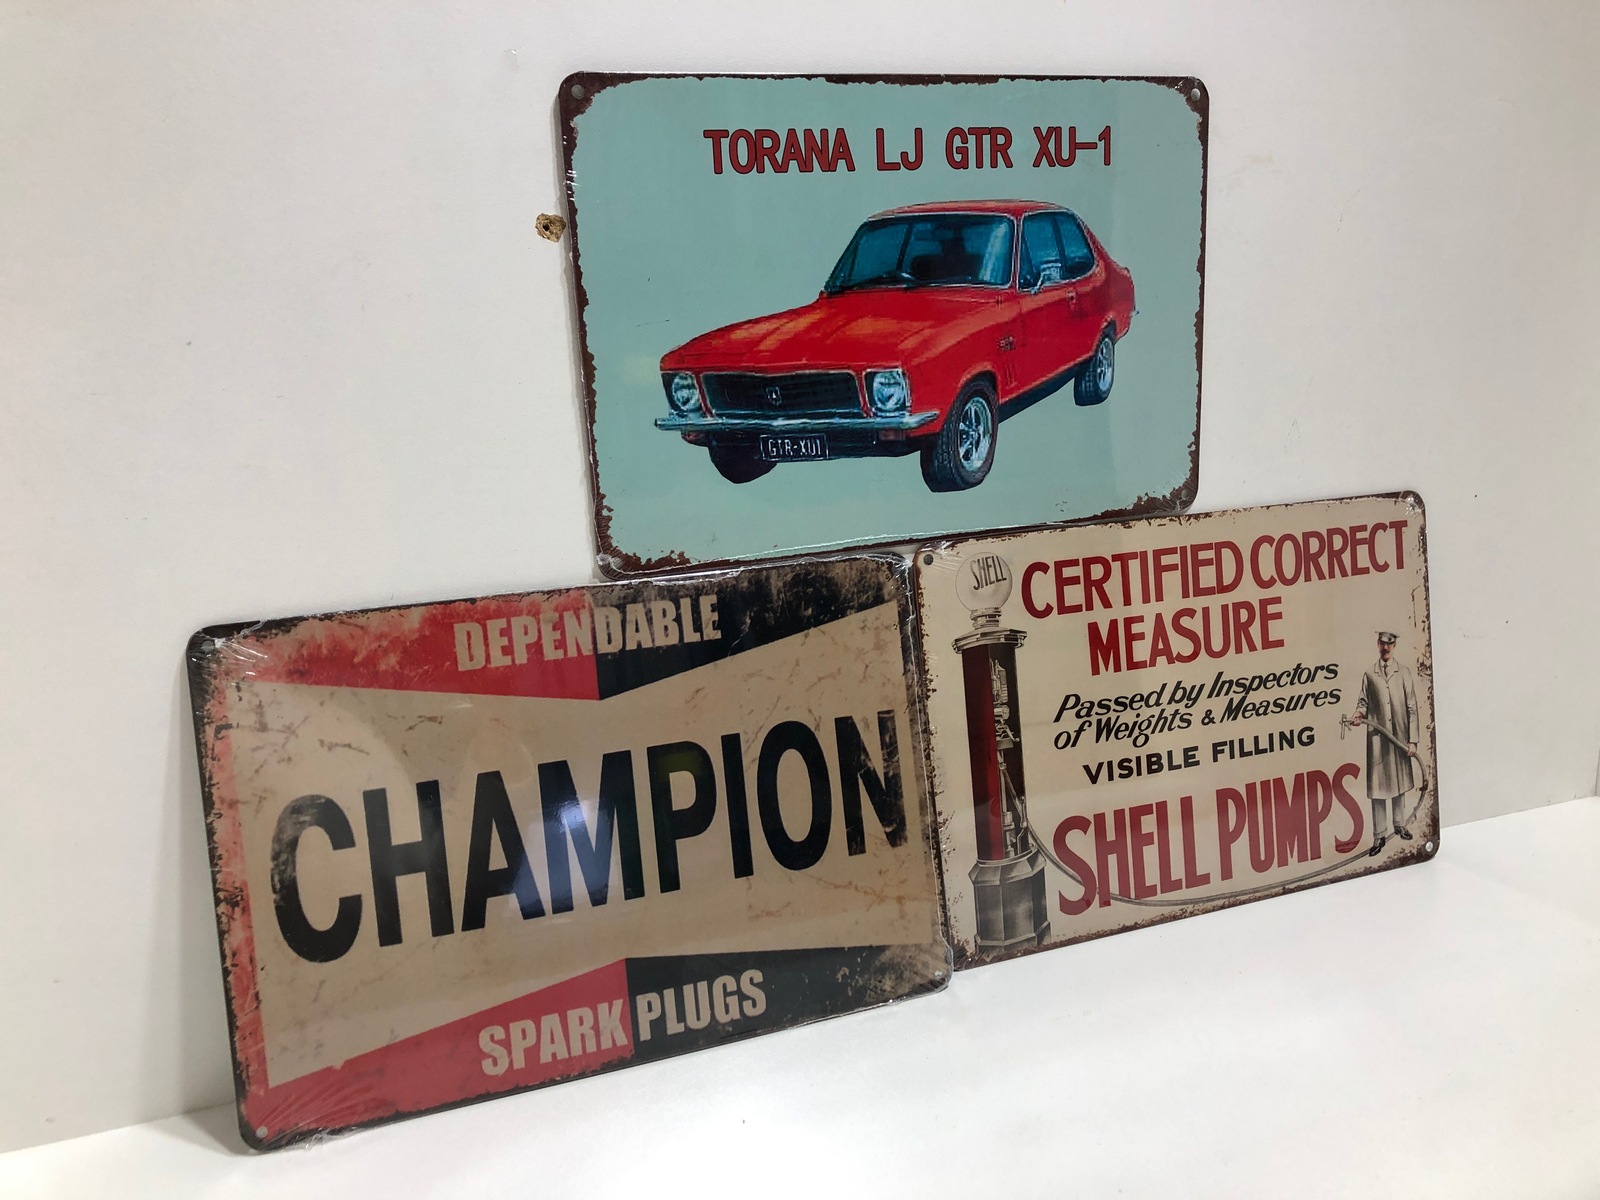 TORANA LJ GTR XU-1
GTR-XU1
DEPENDABLE
CHAMPION
SPARK PLUGS
SHELL
CERTIFIED CORRECT
MEASURE
Passed by Inspectors
of Weights & Measures
VISIBLE FILLING
SHELL PUMPS